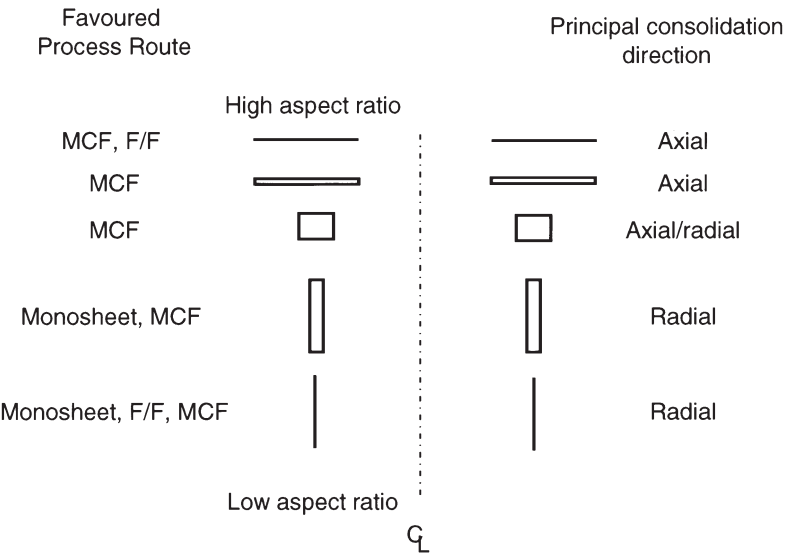 Favoured
Process Route
Principal consolidation
direction
High aspect ratio
MCF, F/F
Axial
MCF
Axial
MCF
Axial/radial
Monosheet, MCF
Radial
Monosheet, F/F, MCF
Radial
Low aspect ratio
CL